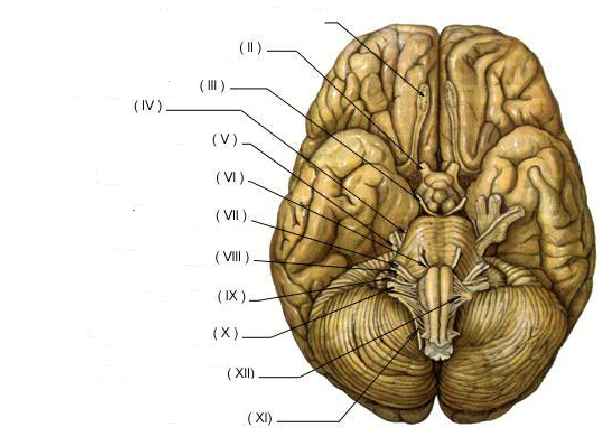 ( II )
( III )
( IV )
( V )
( VI )
( VII )
( VIII )
( IX )
( X )
( XII)
( XI)